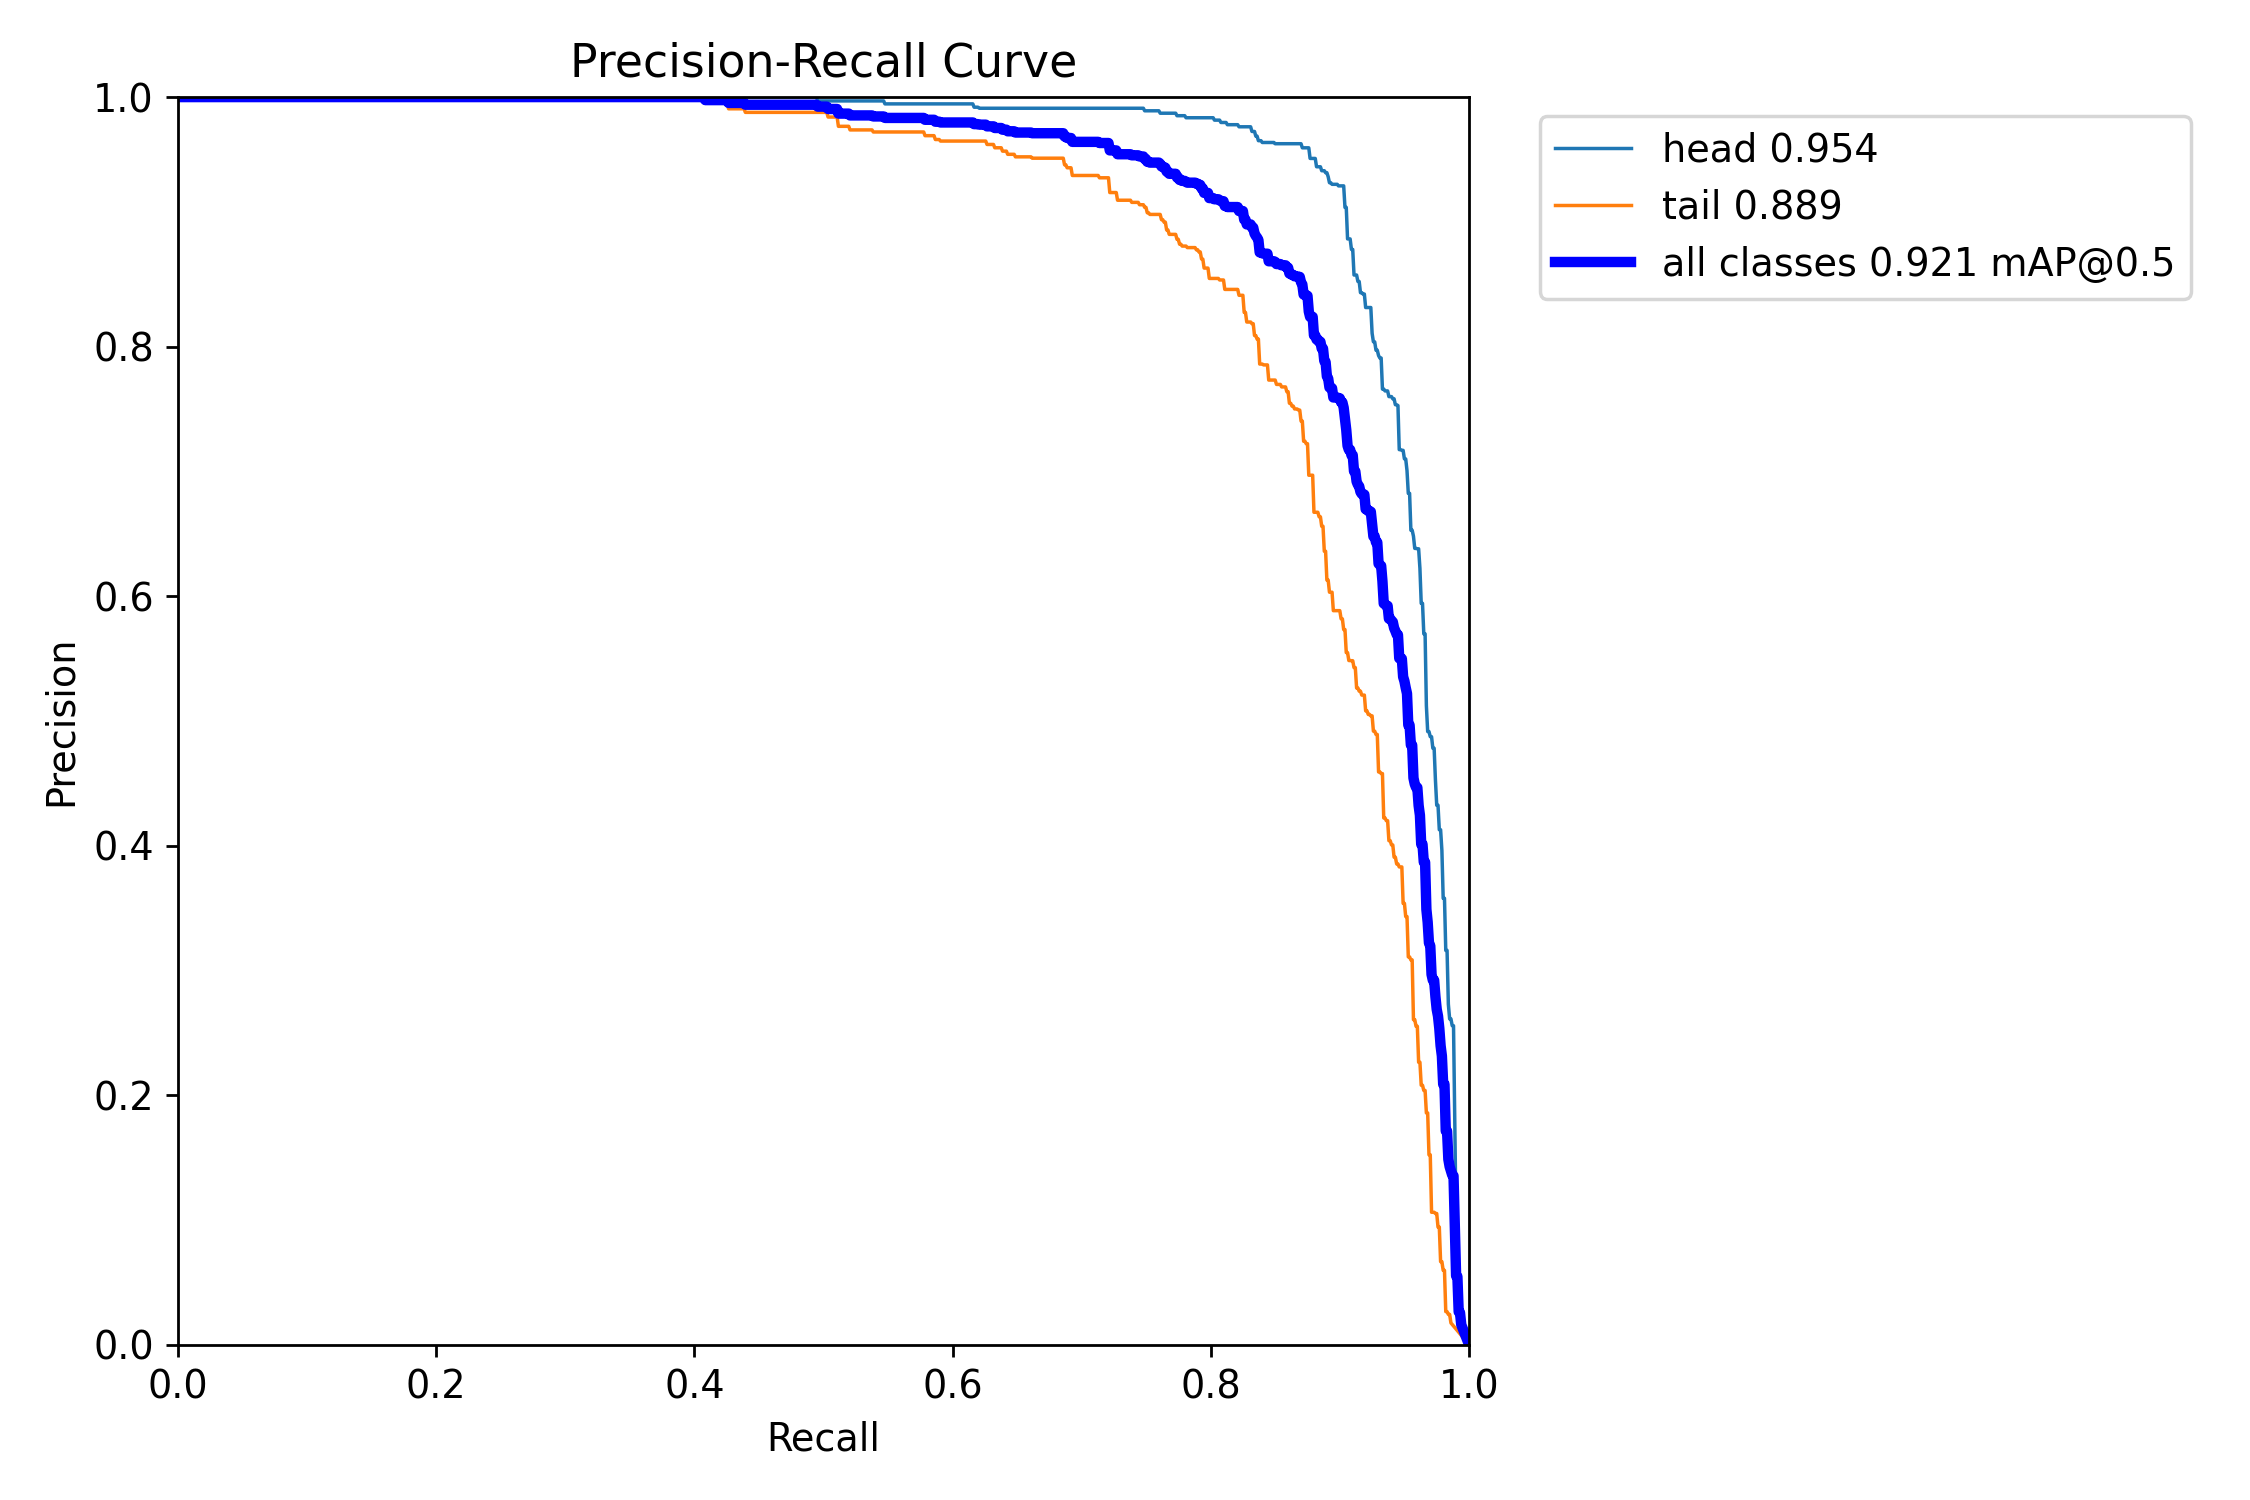 Precision-Recall Curve
1.0
0.8
0.6
0.4
0.2
0.0
Precision
0.0 0.2 0.4 0.6 0.8 1.0
Recall
head 0.954
tail 0.889
all classes 0.921 mAP@0.5